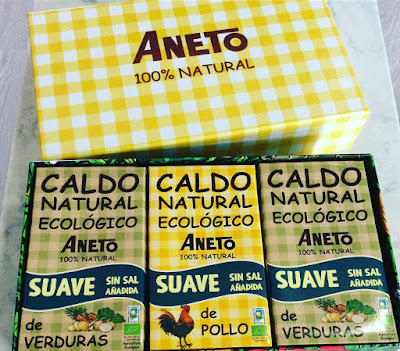 ANETO
100% NATURAL
CALDO
NATURAL
ECOLÓGICO
ANETO
100% NATURAL
SUAVE SIN SAL
AÑADIDA
de
VERDURAS
CALDO
NATURAL
ECOLÓGICO
ANETO
100% NATURAL
SUAVE SIN SAL
AÑADIDA
de
POLLO
CALDO
NATURAL
ECOLÓGICO
ANETO
100% NATURAL
SUAVE SIN SAL
AÑADIDA
de
VERDURAS